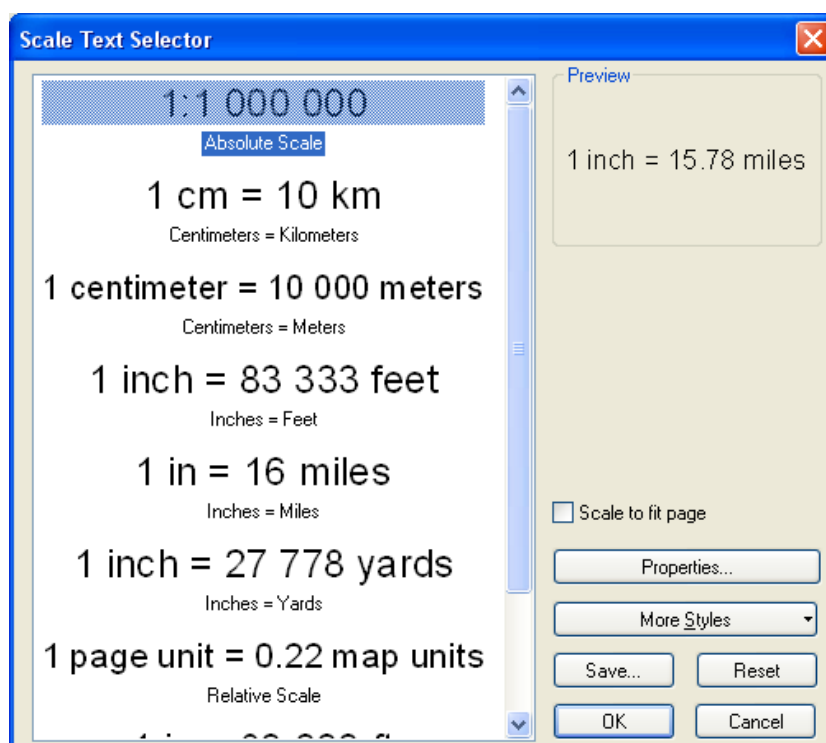 Scale Text Selector
1:1 000 000
Absolute Scale
1 cm = 10 km
Centimeters = Kilometers
1 centimeter = 10 000 meters
Centimeters = Meters
1 inch = 83 333 feet
Inches = Feet
1 in = 16 miles
Inches = Miles
1 inch = 27 778 yards
Inches = Yards
1 page unit = 0.22 map units
Relative Scale
Preview
1 inch = 15.78 miles
Scale to fit page
Properties...
More Styles
Save...
Reset
OK
Cancel